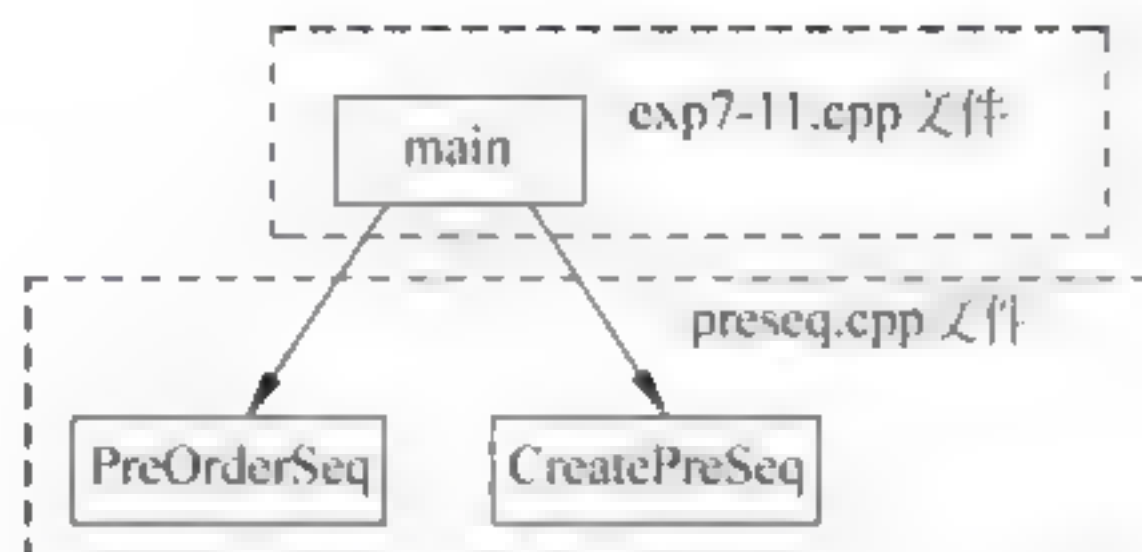 main
exp7-11.cpp 文件
preseq.cpp 文件
PreOrderSeq
CreatePreSeq